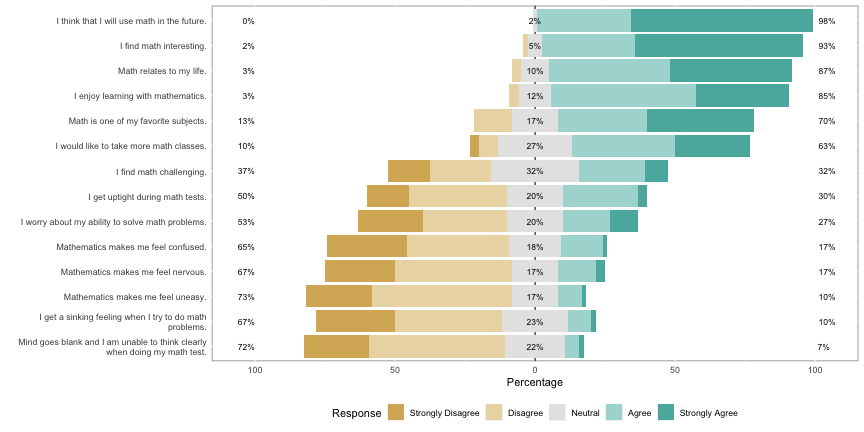 I think that I will use math in the future. 0% 2% 98%
I find math interesting. 2% 5% 93%
Math relates to my life. 3% 10% 87%
I enjoy learning with mathematics. 3% 12% 85%
Math is one of my favorite subjects. 13% 17% 70%
I would like to take more math classes. 10% 27% 63%
I find math challenging. 37% 32% 32%
I get uptight during math tests. 50% 20% 30%
I worry about my ability to solve math problems. 53% 20% 27%
Mathematics makes me feel confused. 65% 18% 17%
Mathematics makes me feel nervous. 67% 17% 17%
Mathematics makes me feel uneasy. 73% 17% 10%
I get a sinking feeling when I try to do math
problems. 67% 23% 10%
Mind goes blank and I am unable to think clearly
when doing my math test. 72% 22% 7%
100 50 0 50 100
Percentage
Response Strongly Disagree Disagree Neutral Agree Strongly Agree